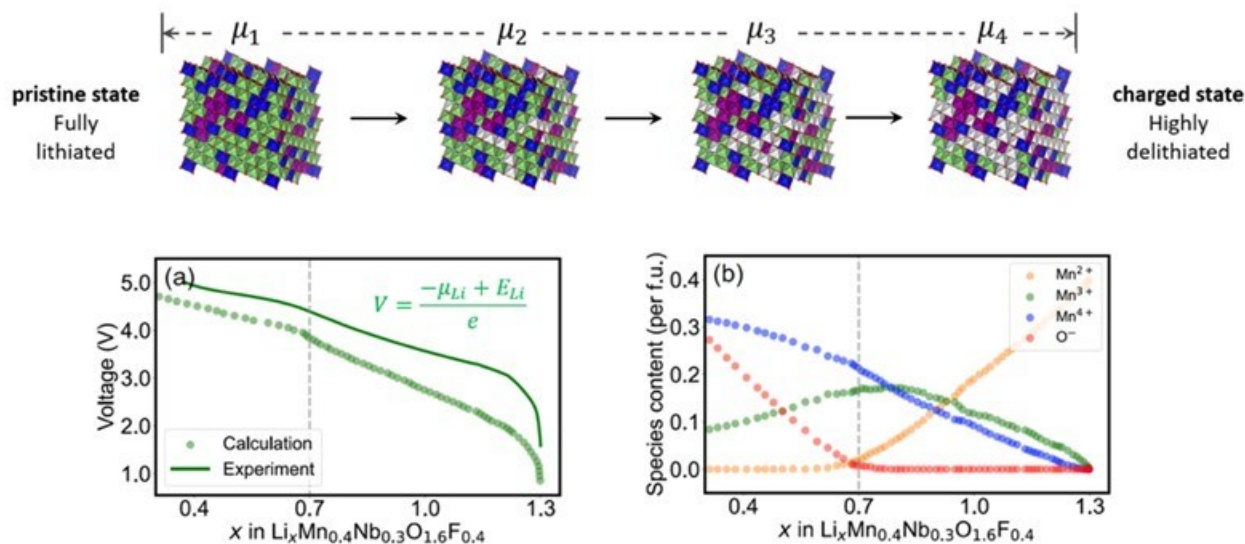 μ₁ μ₂ μ₃ μ₄
pristine state
Fully
lithiated
charged state
Highly
delithiated
(a)
V = (−μ_Li + E_Li) / e
Voltage (V)
5.0
4.0
3.0
2.0
1.0
Calculation
Experiment
0.4 0.7 1.0 1.3
x in LiₓMn₀.₄Nb₀.₃O₁.₆F₀.₄
(b)
Species content (per f.u.)
0.4
0.3
0.2
0.1
0.0
Mn²⁺
Mn³⁺
Mn⁴⁺
O⁻
0.4 0.7 1.0 1.3
x in LiₓMn₀.₄Nb₀.₃O₁.₆F₀.₄